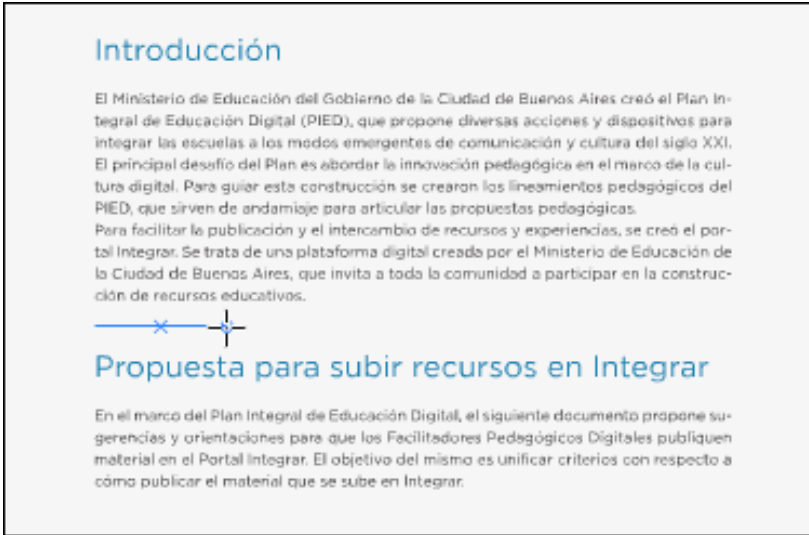 Introducción
El Ministerio de Educación del Gobierno de la Ciudad de Buenos Aires creó el Plan In-
tegral de Educación Digital (PIED), que propone diversas acciones y dispositivos para
integrar las escuelas a los modos emergentes de comunicación y cultura del siglo XXI.
El principal desafío del Plan es abordar la innovación pedagógica en el marco de la cul-
tura digital. Para guiar esta construcción se crearon los lineamientos pedagógicos del
PIED, que sirven de andamiaje para articular las propuestas pedagógicas.
Para facilitar la publicación y el intercambio de recursos y experiencias, se creó el por-
tal Integrar. Se trata de una plataforma digital creada por el Ministerio de Educación de
la Ciudad de Buenos Aires, que invita a toda la comunidad a participar en la construc-
ción de recursos educativos.
Propuesta para subir recursos en Integrar
En el marco del Plan Integral de Educación Digital, el siguiente documento propone su-
gerencias y orientaciones para que los Facilitadores Pedagógicos Digitales publiquen
material en el Portal Integrar. El objetivo del mismo es unificar criterios con respecto a
cómo publicar el material que se sube en Integrar.